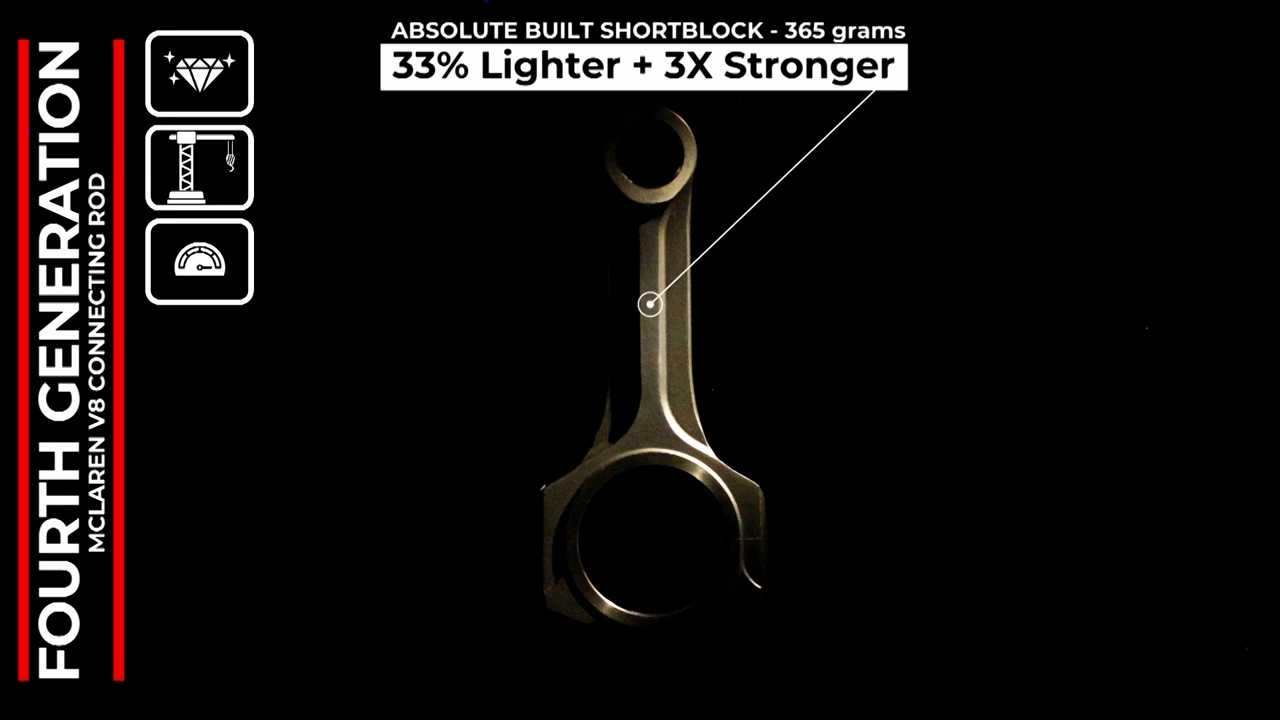 FOURTH GENERATION
MCLAREN V8 CONNECTING ROD
ABSOLUTE BUILT SHORTBLOCK - 365 grams
33% Lighter + 3X Stronger